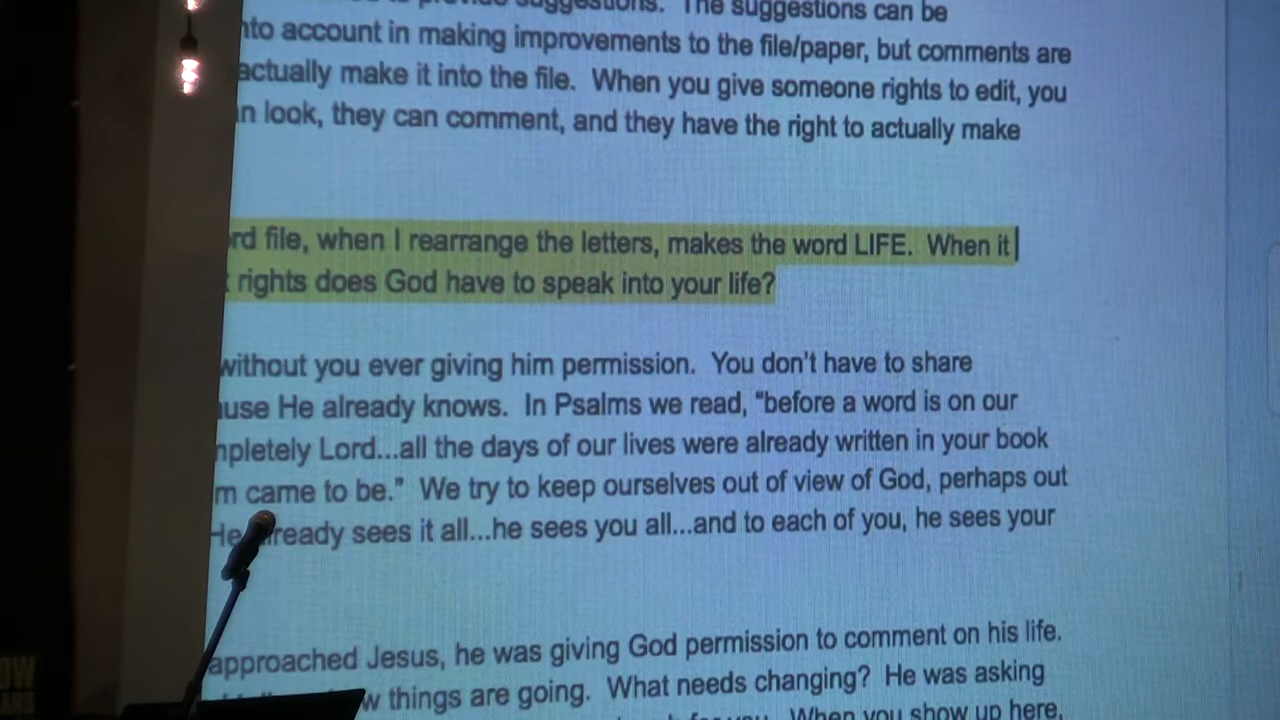 to provide suggestions. The suggestions can be
into account in making improvements to the file/paper, but comments are
actually make it into the file. When you give someone rights to edit, you
look, they can comment, and they have the right to actually make
file, when I rearrange the letters, makes the word LIFE. When it
rights does God have to speak into your life?
without you ever giving him permission. You don't have to share
He already knows. In Psalms we read, “before a word is on our
Lord...all the days of our lives were already written in your book
came to be.” We try to keep ourselves out of view of God, perhaps out
He already sees it all...he sees you all...and to each of you, he sees your
approached Jesus, he was giving God permission to comment on his life.
things are going. What needs changing? He was asking
for you. When you show up here,